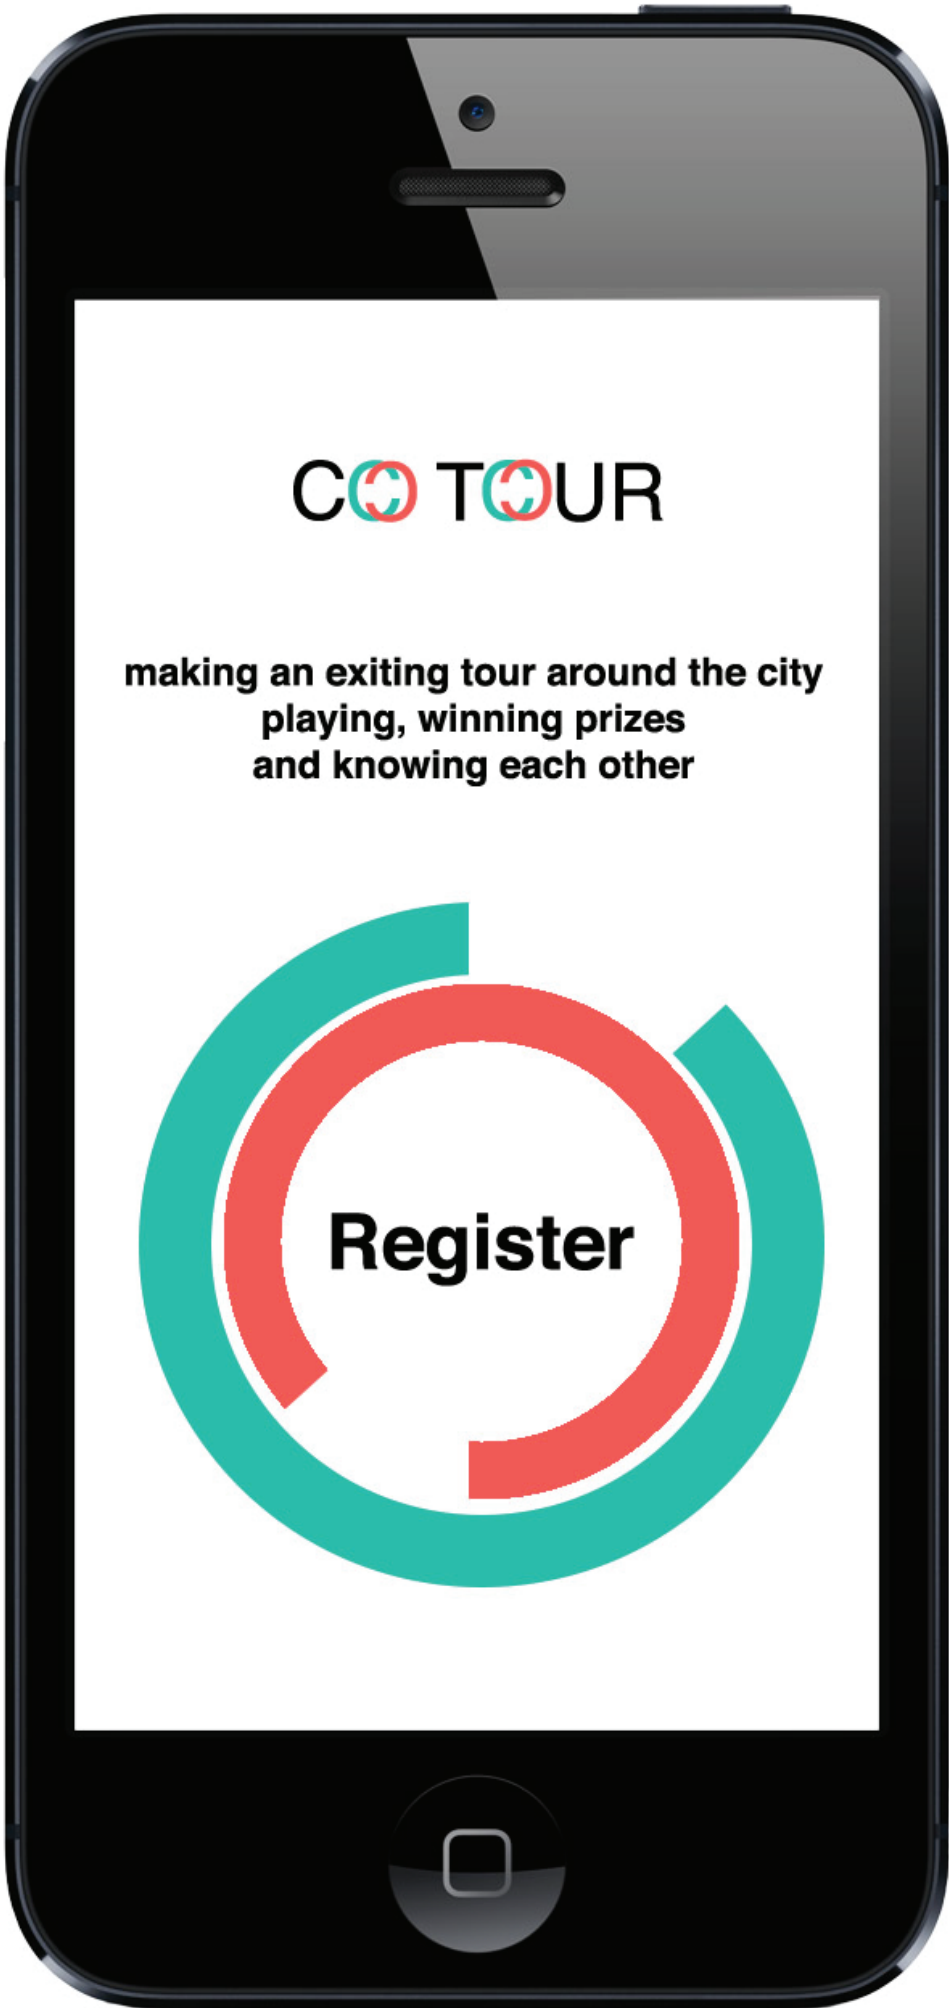 CO TOUR
making an exiting tour around the city
playing, winning prizes
and knowing each other
Register